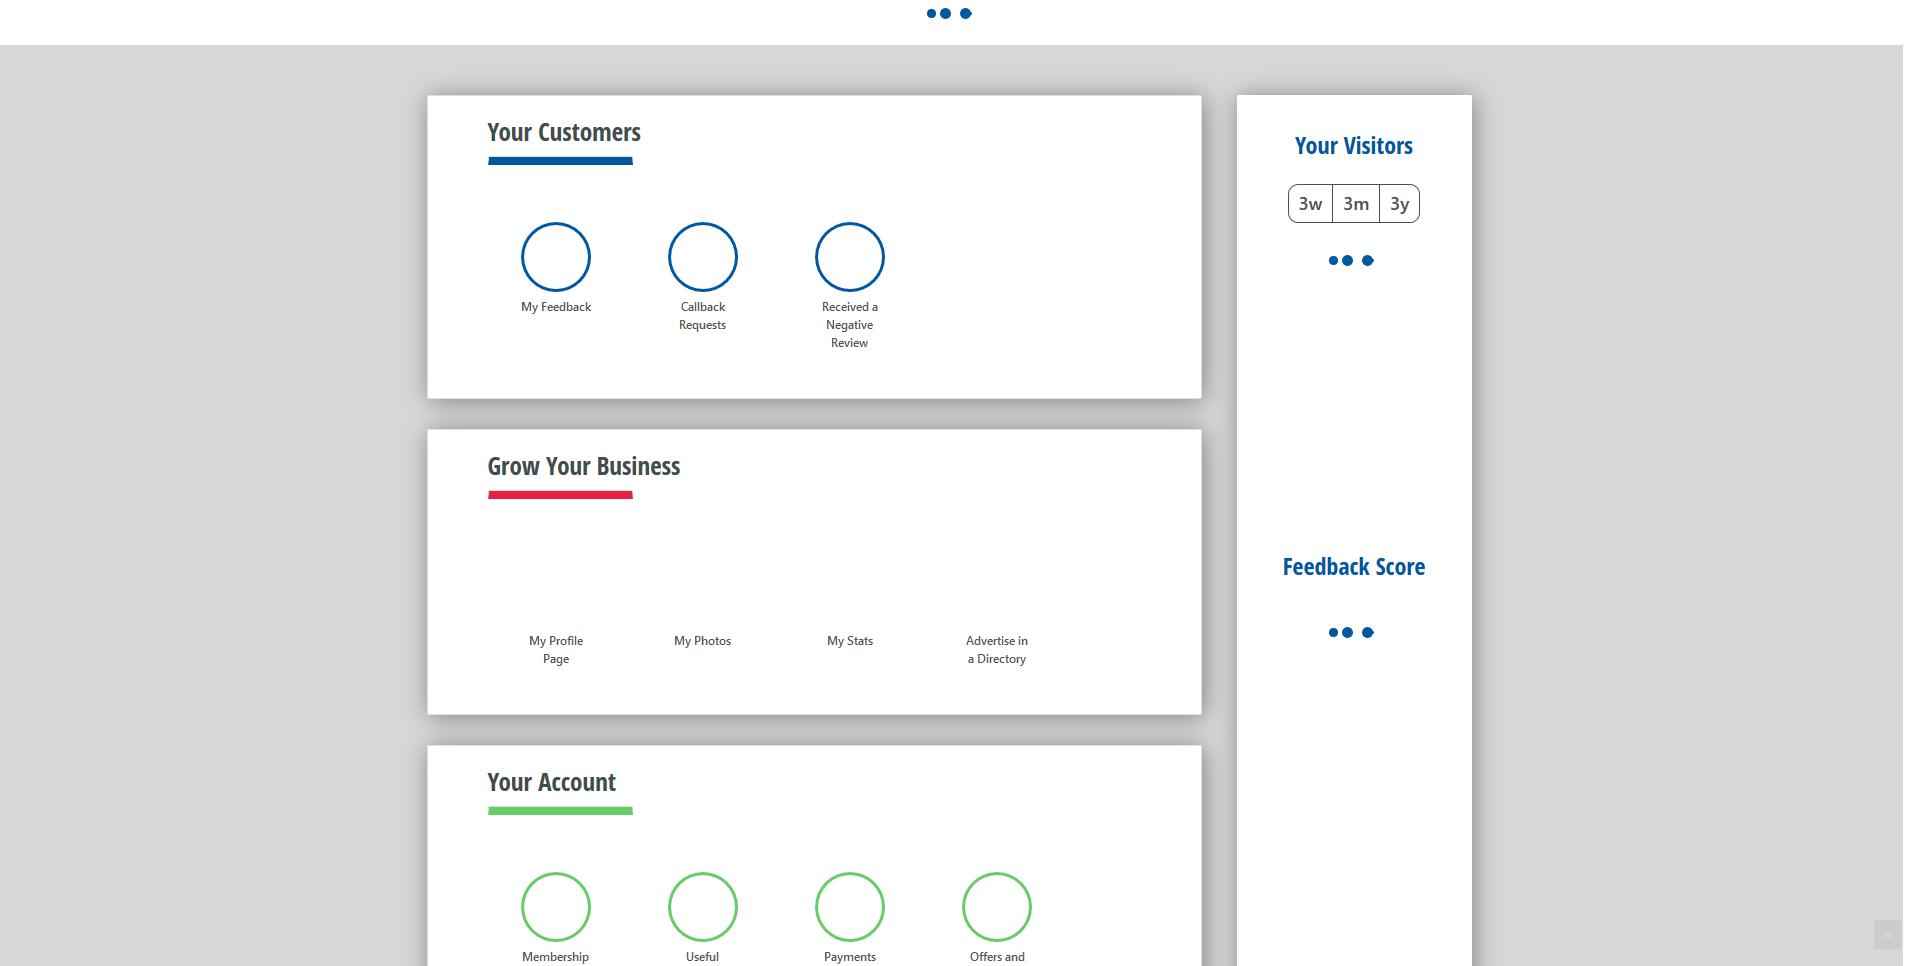 Your Customers
My Feedback
Callback
Requests
Received a
Negative
Review
Grow Your Business
My Profile
Page
My Photos
My Stats
Advertise in
a Directory
Your Account
Membership
Useful
Payments
Offers and
Your Visitors
3w 3m 3y
Feedback Score